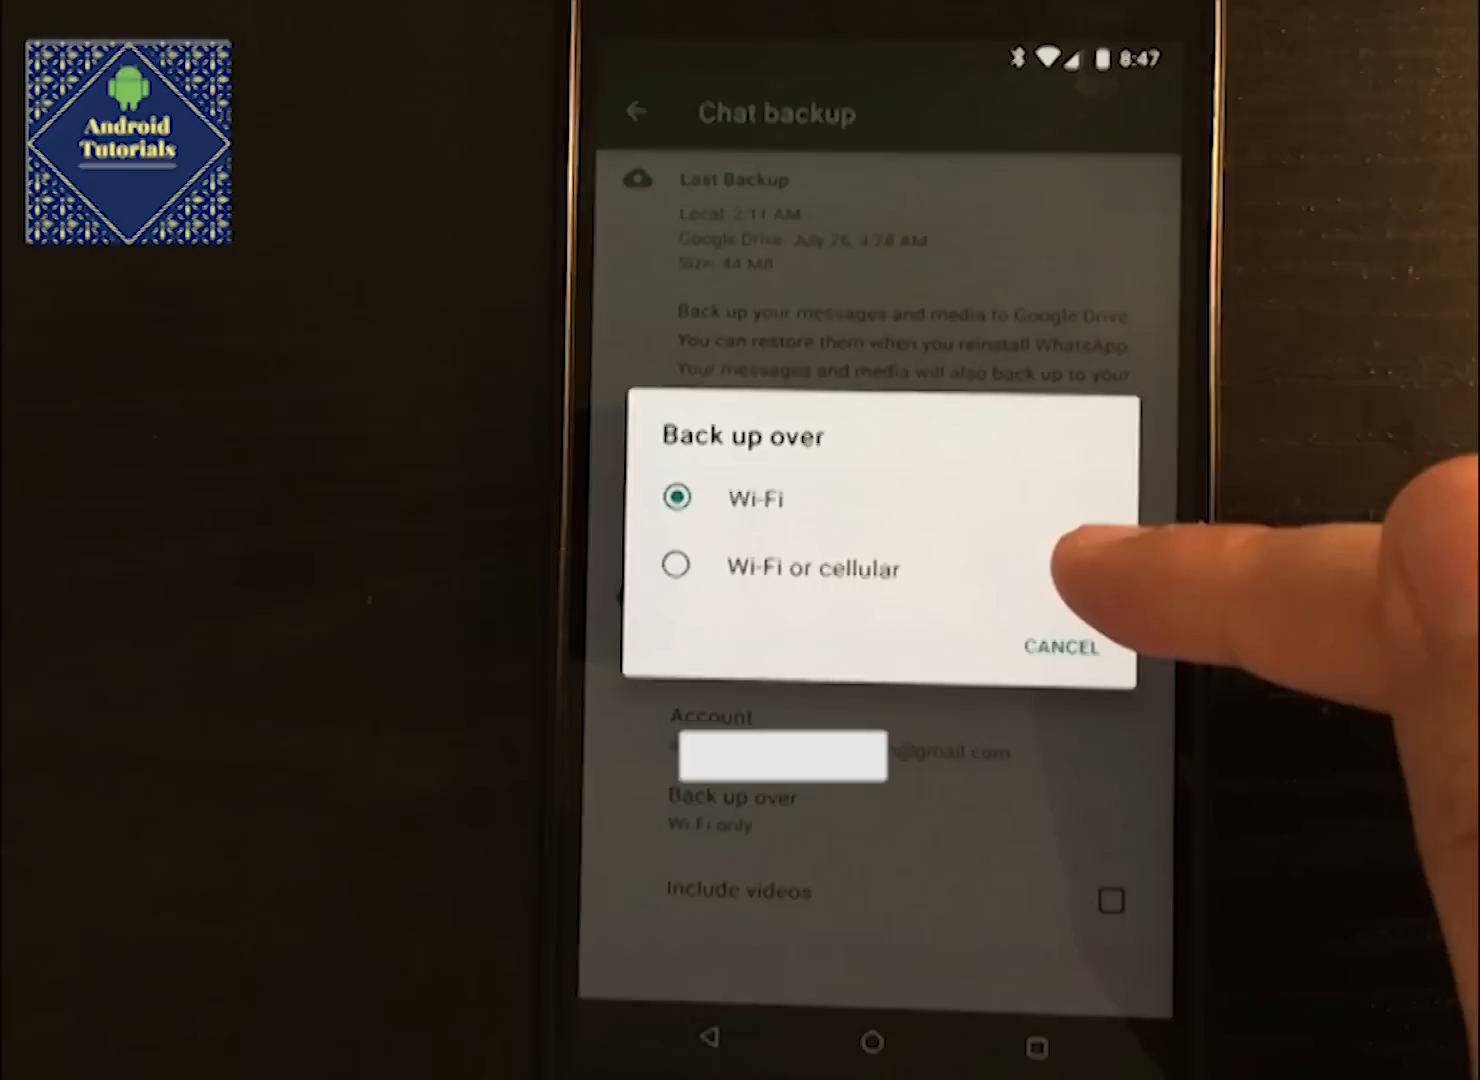 Android
Tutorials
8:47
Chat backup
Last Backup
Local: 2:11 AM
Google Drive: July 26, 3:28 AM
Size: 44 MB
Back up your messages and media to Google Drive.
You can restore them when you reinstall WhatsApp.
Your messages and media will also back up to your
Back up over
Wi-Fi
Wi-Fi or cellular
CANCEL
Account
@gmail.com
Back up over
Wi-Fi only
Include videos